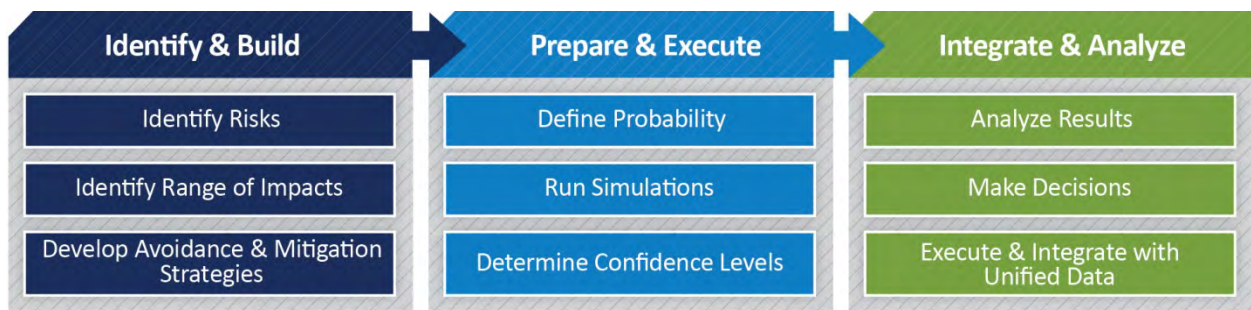 Identify & Build
Identify Risks
Identify Range of Impacts
Develop Avoidance & Mitigation
Strategies
Prepare & Execute
Define Probability
Run Simulations
Determine Confidence Levels
Integrate & Analyze
Analyze Results
Make Decisions
Execute & Integrate with
Unified Data